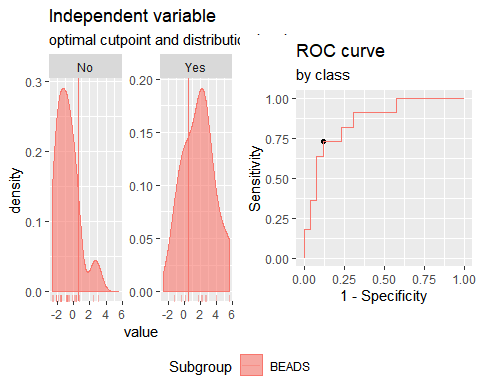 Independent variable
optimal cutpoint and distributic
No
Yes
0.3
0.2
0.1
0.0
density
0.20
0.15
0.10
0.05
0.00
-2 0 2 4 6
-2 0 2 4 6
value
ROC curve
by class
1.00
0.75
0.50
0.25
0.00
Sensitivity
0.00 0.25 0.50 0.75 1.00
1 - Specificity
Subgroup
BEADS